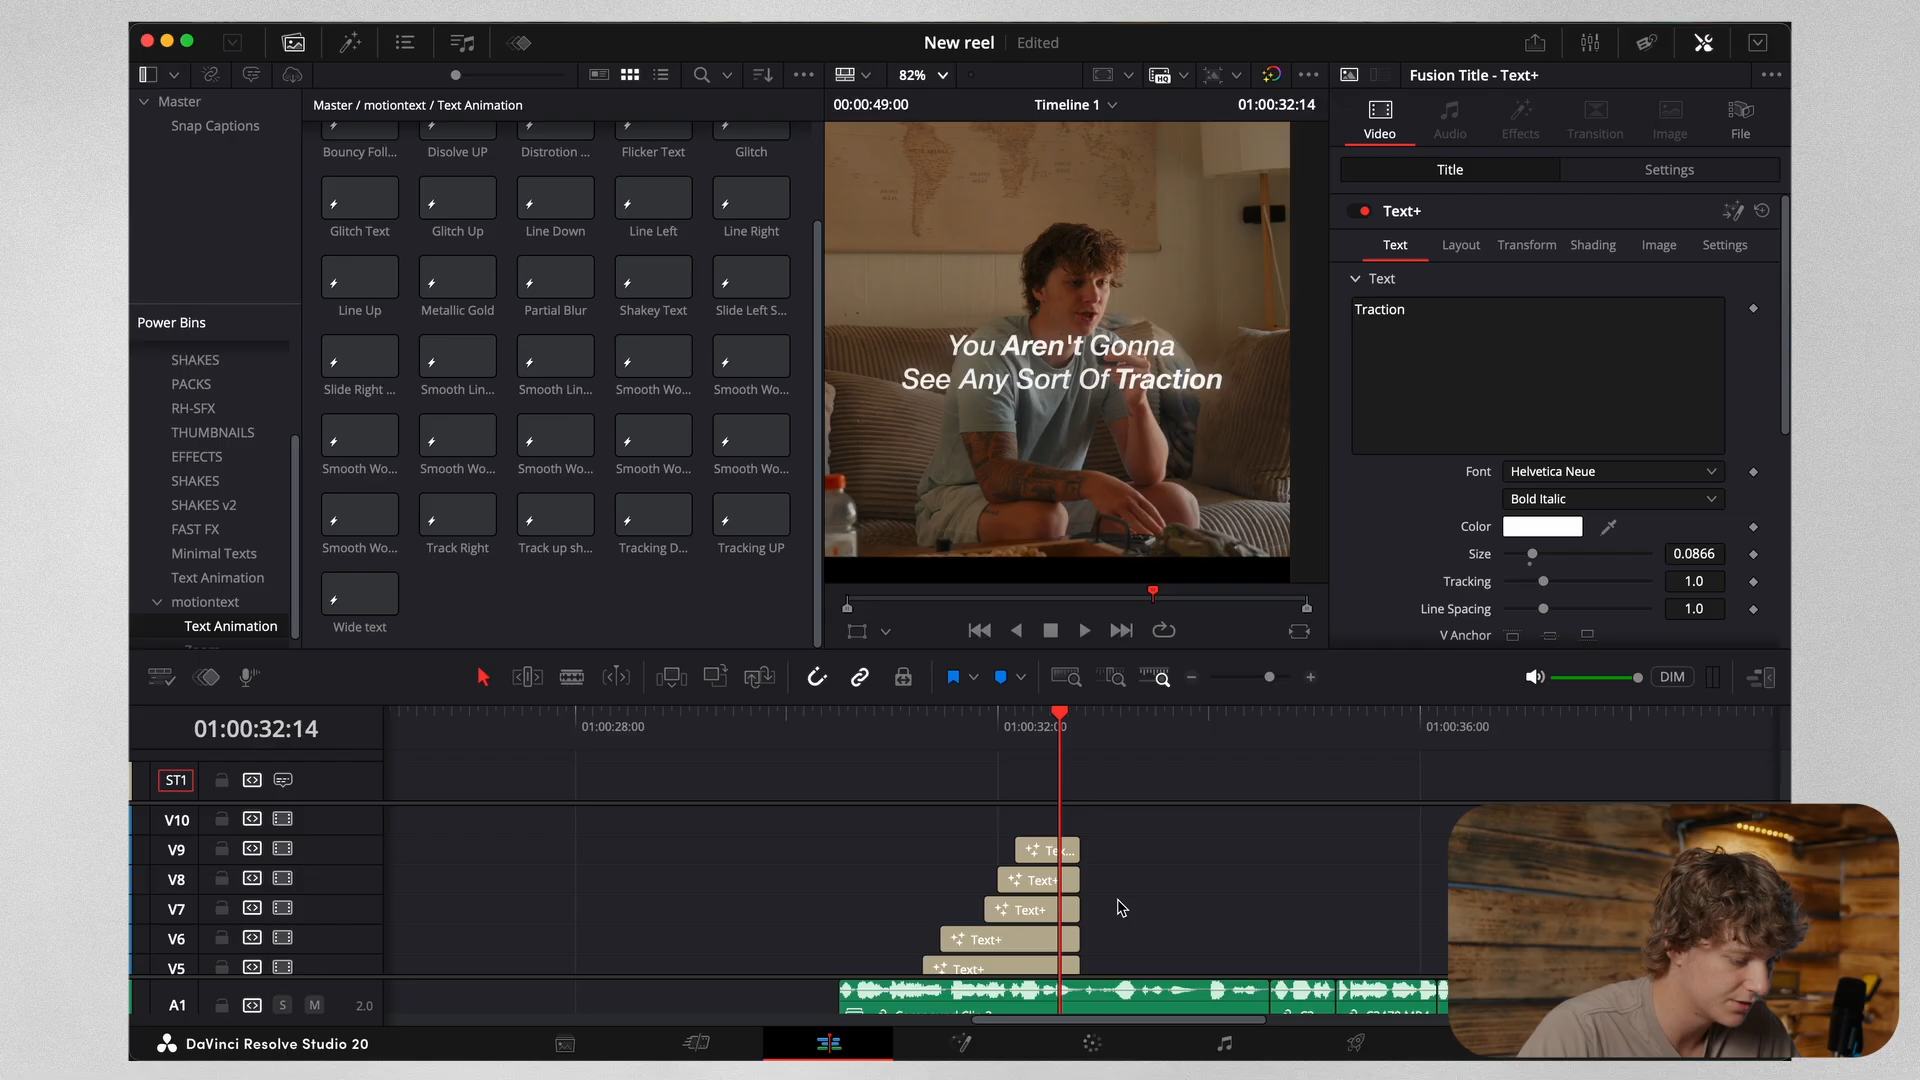 New reel Edited
82%
Fusion Title - Text+
Master
Snap Captions
Master / motiontext / Text Animation
00:00:49:00 Timeline 1 01:00:32:14
Video Audio Effects Transition Image File
Title Settings
Bouncy Foll... Disolve UP Distrotion ... Flicker Text Glitch
Glitch Text Glitch Up Line Down Line Left Line Right
Line Up Metallic Gold Partial Blur Shakey Text Slide Left S...
Slide Right ... Smooth Lin... Smooth Lin... Smooth Wo... Smooth Wo...
Smooth Wo... Smooth Wo... Smooth Wo... Smooth Wo... Smooth Wo...
Smooth Wo... Track Right Track up sh... Tracking D... Tracking UP
Wide text
Power Bins
SHAKES
PACKS
RH-SFX
THUMBNAILS
EFFECTS
SHAKES
SHAKES v2
FAST FX
Minimal Texts
Text Animation
motiontext
Text Animation
You Aren't Gonna
See Any Sort Of Traction
Text+
Text Layout Transform Shading Image Settings
Text
Traction
Font Helvetica Neue
Bold Italic
Color
Size 0.0866
Tracking 1.0
Line Spacing 1.0
V Anchor
DIM
01:00:32:14
01:00:28:00 01:00:32:00 01:00:36:00
ST1
V10
V9 Tex...
V8 Text+
V7 Text+
V6 Text+
V5 Text+
A1 S M 2.0
DaVinci Resolve Studio 20